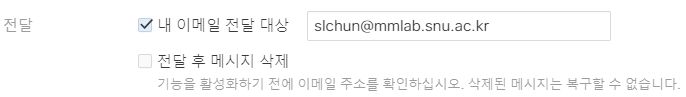 전달 내 이메일 전달 대상 slchun@mmlab.snu.ac.kr
전달 후 메시지 삭제
기능을 활성화하기 전에 이메일 주소를 확인하십시오. 삭제된 메시지는 복구할 수 없습니다.